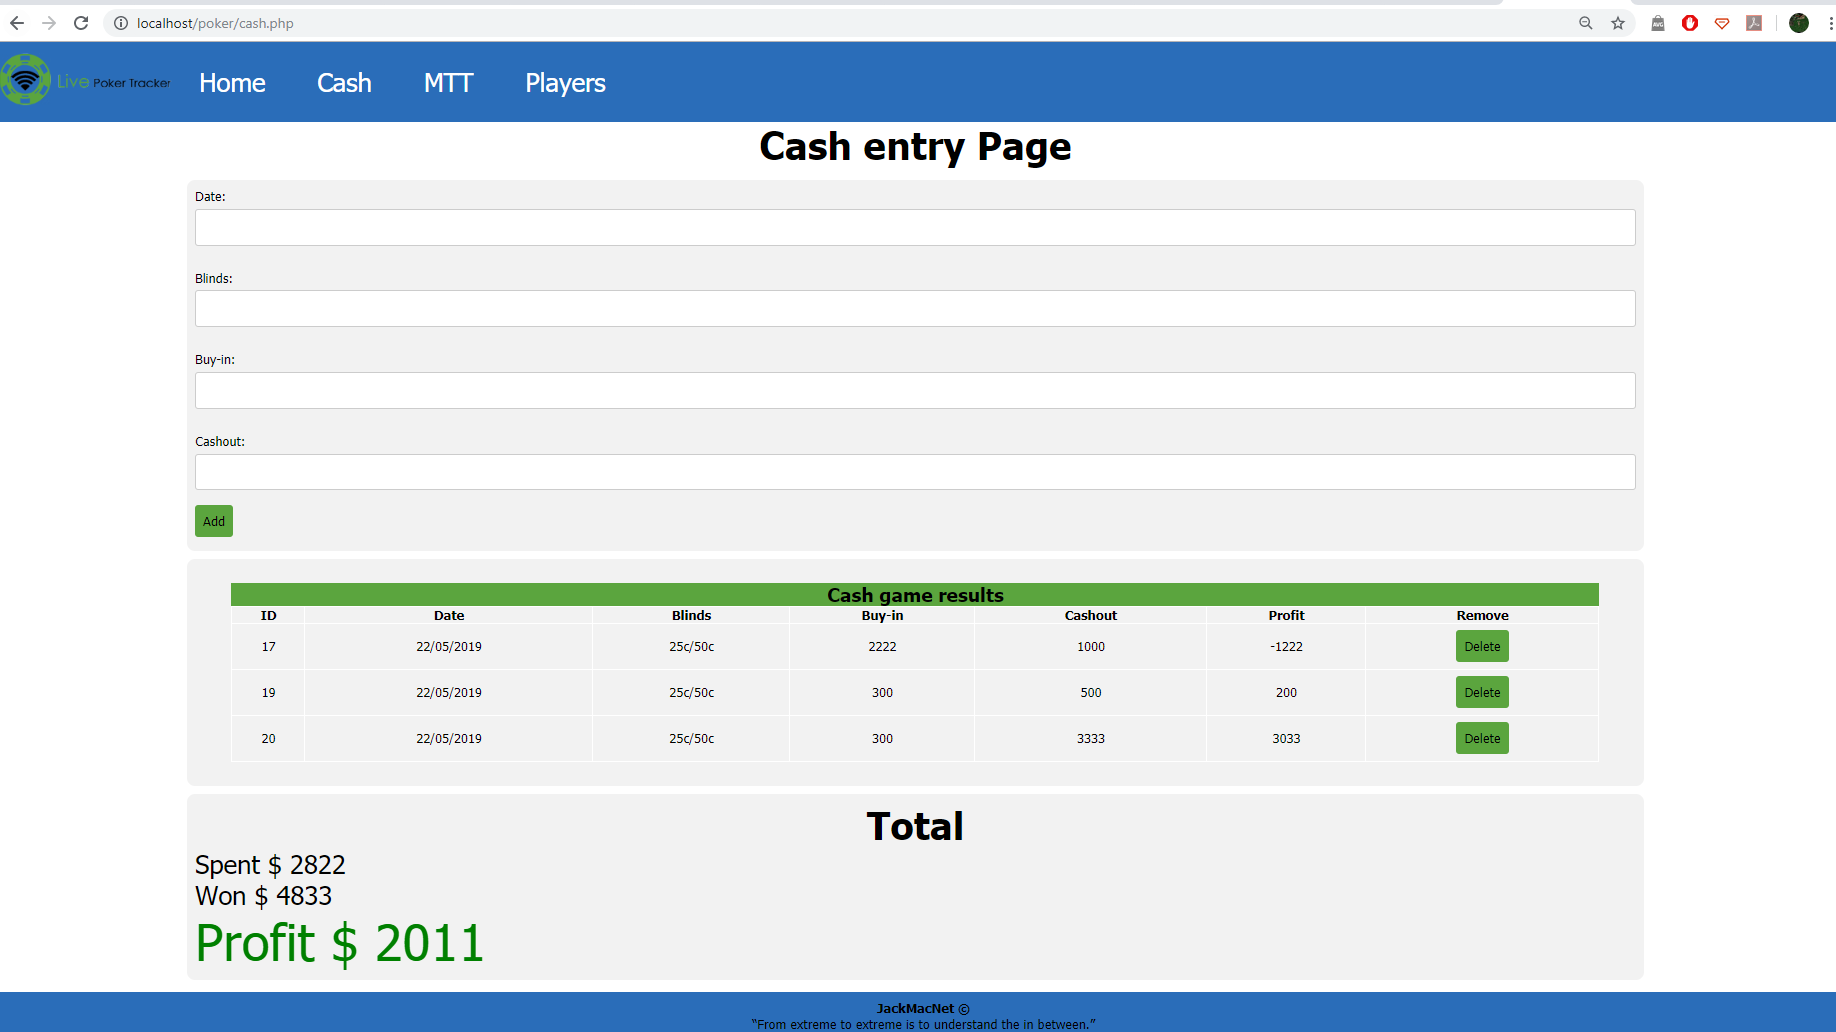 localhost/poker/cash.php
AVG
Live Poker Tracker Home Cash MTT Players
Cash entry Page
Date:
Blinds:
Buy-in:
Cashout:
Add
Cash game results
ID Date Blinds Buy-in Cashout Profit Remove
17 22/05/2019 25c/50c 2222 1000 -1222 Delete
19 22/05/2019 25c/50c 300 500 200 Delete
20 22/05/2019 25c/50c 300 3333 3033 Delete
Total
Spent $ 2822
Won $ 4833
Profit $ 2011
JackMacNet ©
“From extreme to extreme is to understand the in between.”